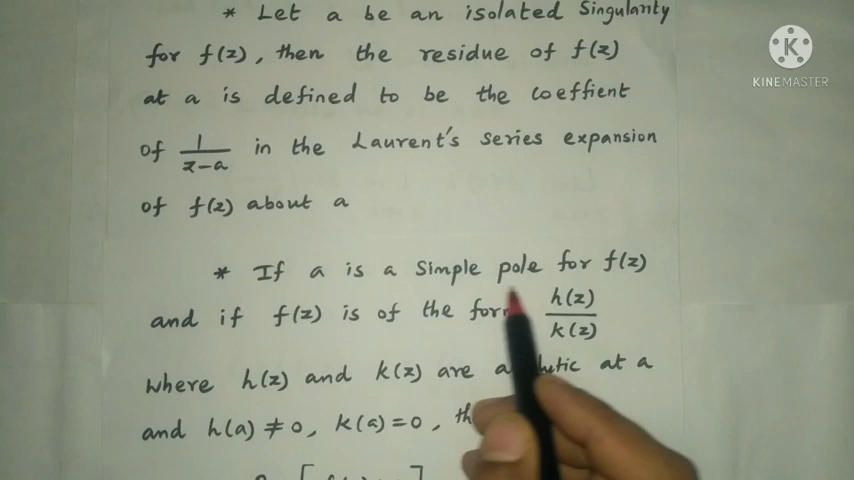 * Let a be an isolated Singularity
for f(z), then the residue of f(z)
at a is defined to be the coeffient
of 1/(z-a) in the Laurent's series expansion
of f(z) about a
* If a is a simple pole for f(z)
and if f(z) is of the form h(z)/k(z)
where h(z) and k(z) are analytic at a
and h(a) ≠ 0, k(a) = 0,
K
KINEMASTER